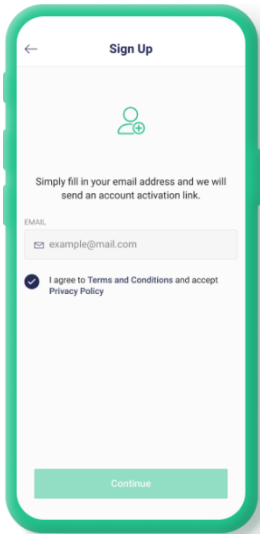 Sign Up
Simply fill in your email address and we will
send an account activation link.
EMAIL
example@mail.com
I agree to Terms and Conditions and accept
Privacy Policy
Continue